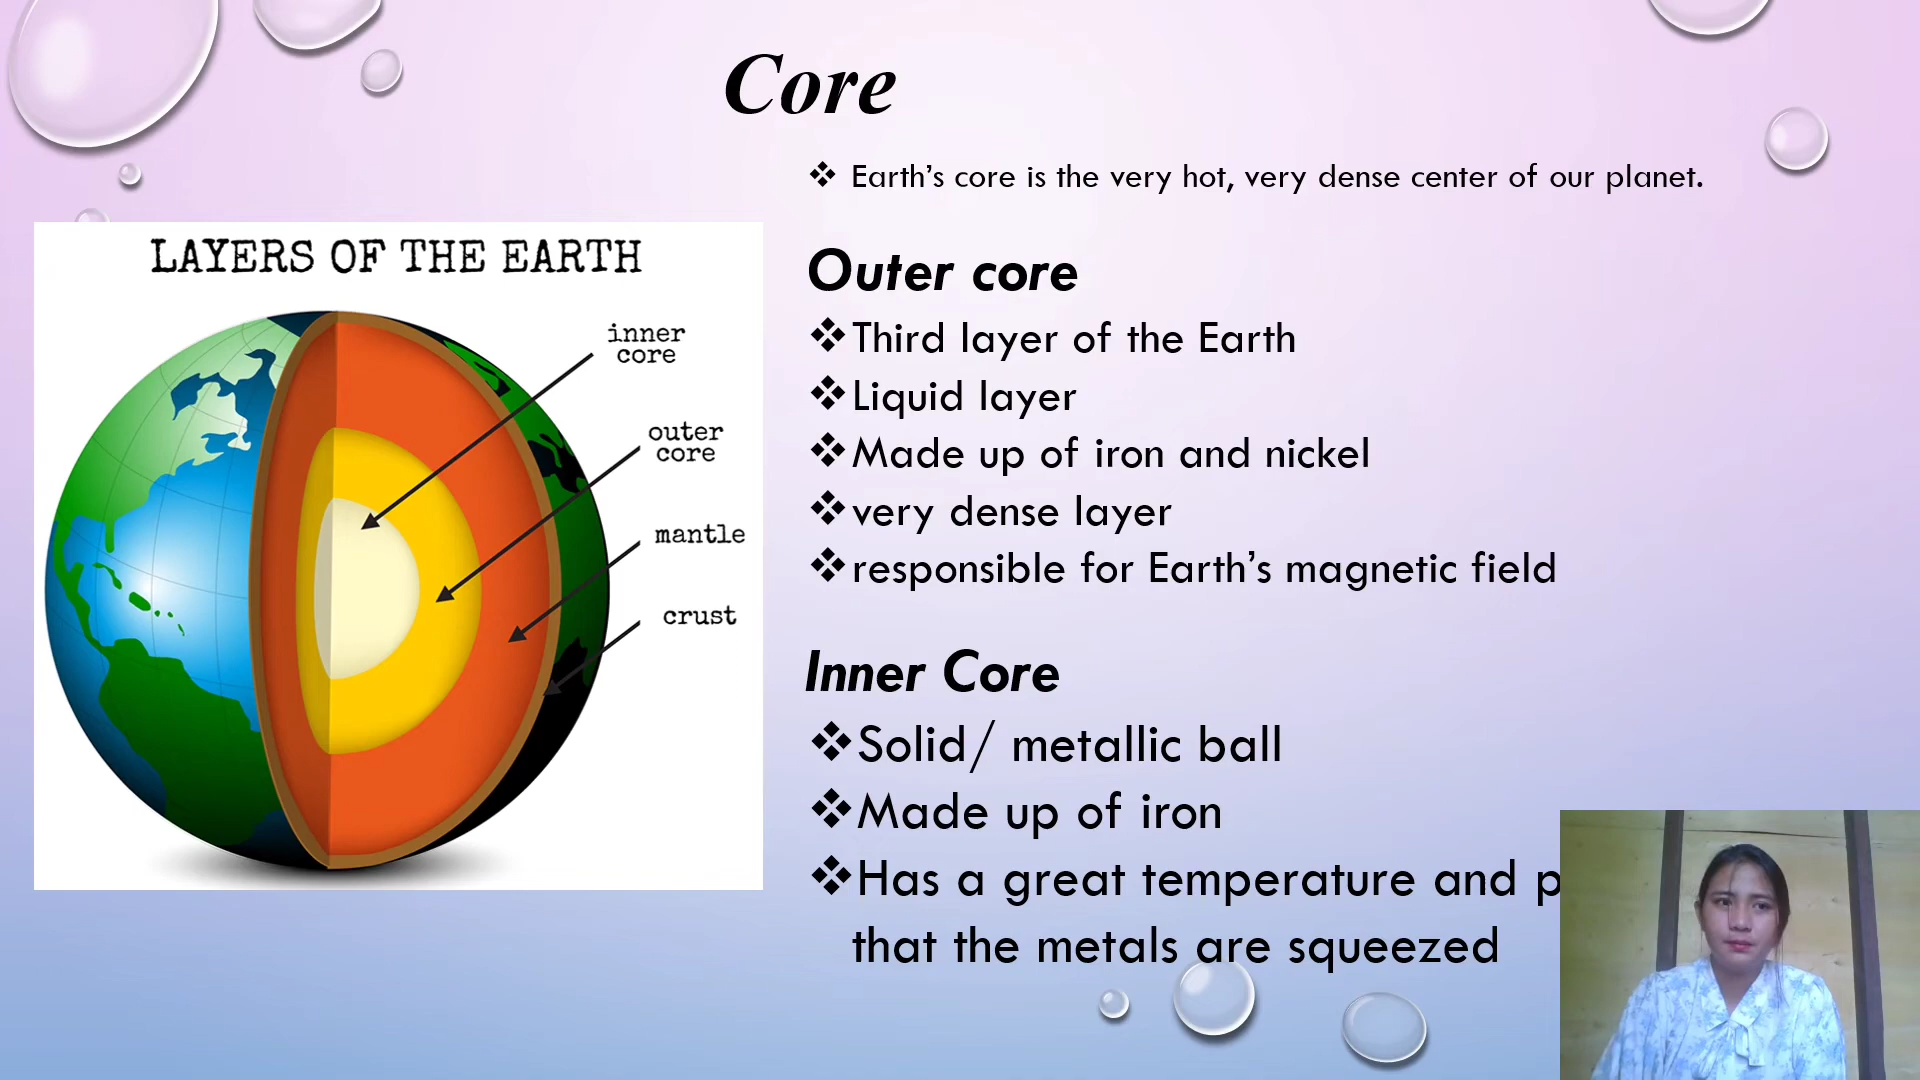 Core
❖ Earth’s core is the very hot, very dense center of our planet.
LAYERS OF THE EARTH
inner
core
outer
core
mantle
crust
Outer core
❖Third layer of the Earth
❖Liquid layer
❖Made up of iron and nickel
❖very dense layer
❖responsible for Earth’s magnetic field
Inner Core
❖Solid/ metallic ball
❖Made up of iron
❖Has a great temperature and
that the metals are squeezed